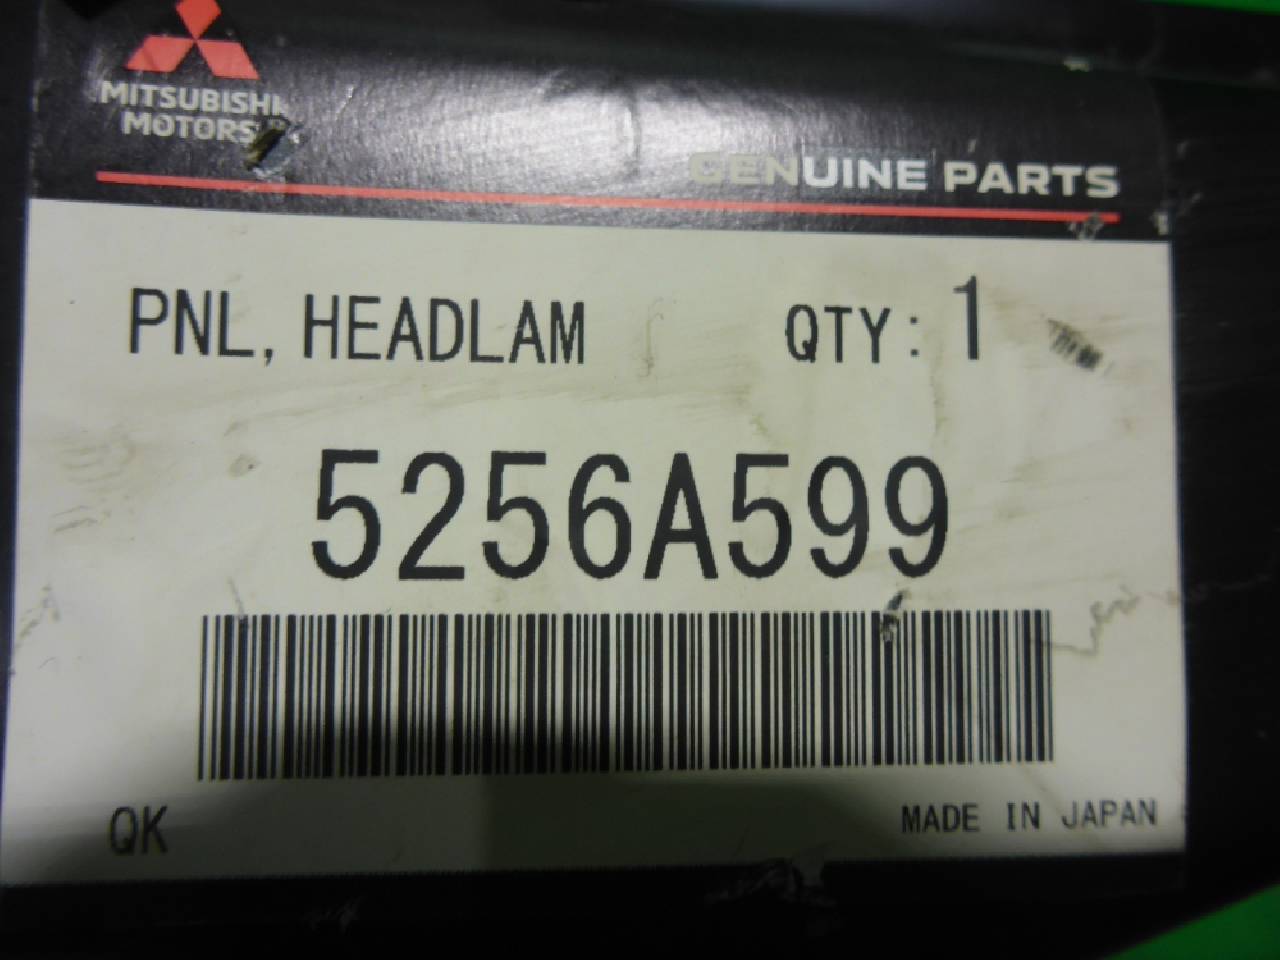 MITSUBISHI
MOTORS
GENUINE PARTS
PNL, HEADLAM QTY: 1
5256A599
QK
MADE IN JAPAN